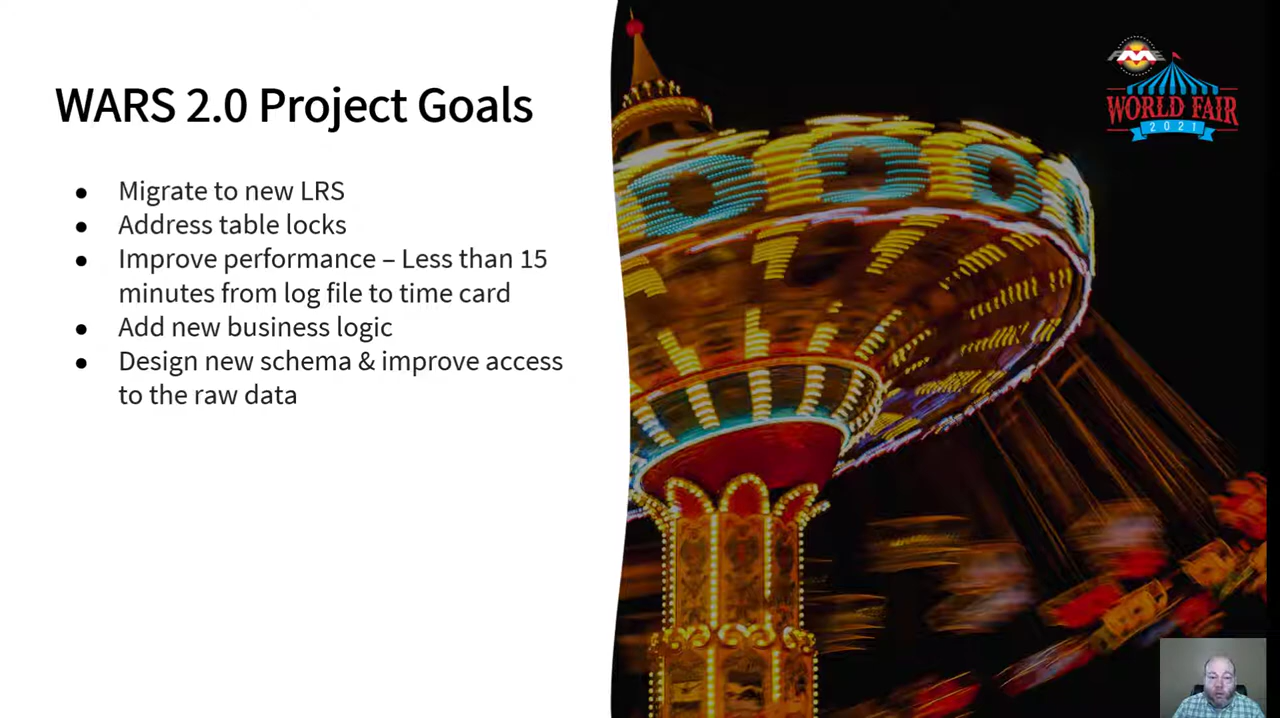 WARS 2.0 Project Goals
● Migrate to new LRS
● Address table locks
● Improve performance – Less than 15
minutes from log file to time card
● Add new business logic
● Design new schema & improve access
to the raw data
FME
WORLD FAIR
2021